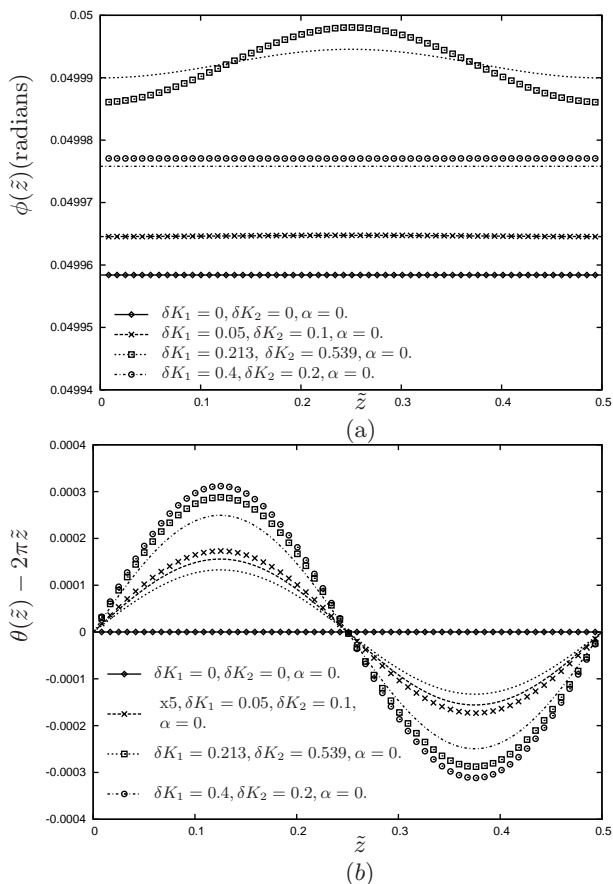 0.05
0.04999
0.04998
0.04997
0.04996
0.04995
0.04994
ϕ(z̃)(radians)
δK₁ = 0, δK₂ = 0, α = 0.
δK₁ = 0.05, δK₂ = 0.1, α = 0.
δK₁ = 0.213, δK₂ = 0.539, α = 0.
δK₁ = 0.4, δK₂ = 0.2, α = 0.
0 0.1 0.2 0.3 0.4 0.5
z̃
(a)
0.0004
0.0003
0.0002
0.0001
0
-0.0001
-0.0002
-0.0003
-0.0004
θ(z̃) − 2πz̃
δK₁ = 0, δK₂ = 0, α = 0.
x5, δK₁ = 0.05, δK₂ = 0.1,
α = 0.
δK₁ = 0.213, δK₂ = 0.539, α = 0.
δK₁ = 0.4, δK₂ = 0.2, α = 0.
0 0.1 0.2 0.3 0.4 0.5
z̃
(b)